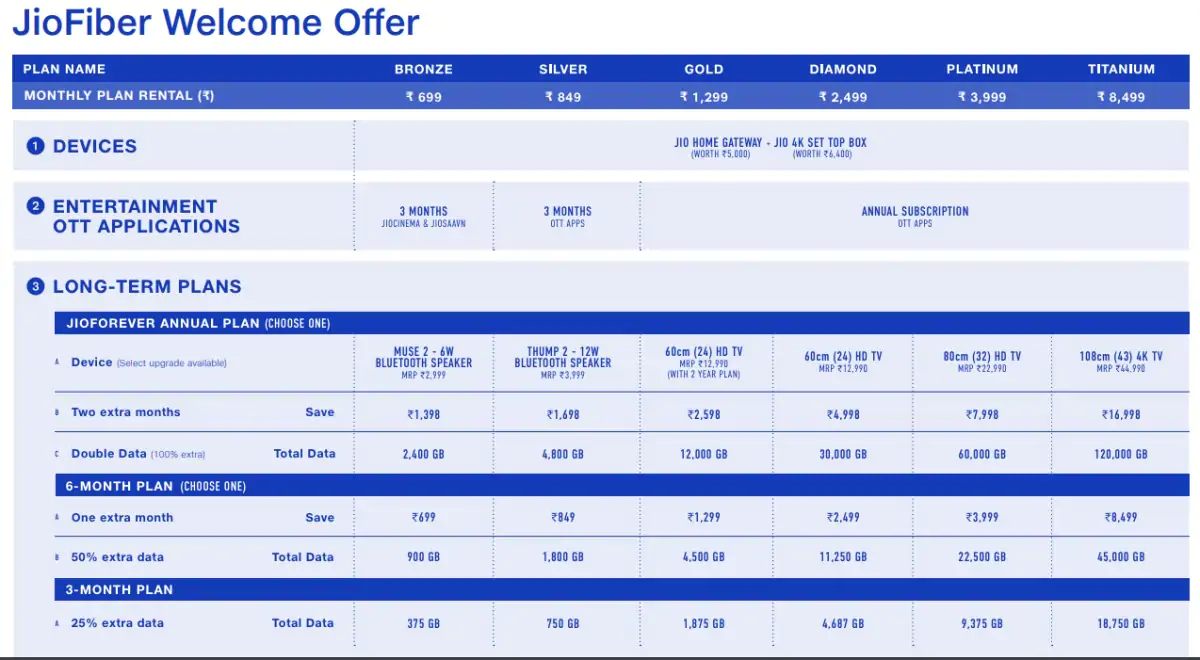 JioFiber Welcome Offer
PLAN NAME BRONZE SILVER GOLD DIAMOND PLATINUM TITANIUM
MONTHLY PLAN RENTAL (₹) ₹ 699 ₹ 849 ₹ 1,299 ₹ 2,499 ₹ 3,999 ₹ 8,499
1 DEVICES
JIO HOME GATEWAY - JIO 4K SET TOP BOX
(WORTH ₹5,000) (WORTH ₹6,400)
2 ENTERTAINMENT
OTT APPLICATIONS
3 MONTHS
JIOCINEMA & JIOSAAVN
3 MONTHS
OTT APPS
ANNUAL SUBSCRIPTION
OTT APPS
3 LONG-TERM PLANS
JIOFOREVER ANNUAL PLAN (CHOOSE ONE)
A Device (Select upgrade available)
MUSE 2 - 6W
BLUETOOTH SPEAKER
MRP ₹2,999
THUMP 2 - 12W
BLUETOOTH SPEAKER
MRP ₹3,999
60cm (24) HD TV
MRP ₹12,990
(WITH 2 YEAR PLAN)
60cm (24) HD TV
MRP ₹12,990
80cm (32) HD TV
MRP ₹22,990
108cm (43) 4K TV
MRP ₹44,990
B Two extra months Save ₹1,398 ₹1,698 ₹2,598 ₹4,998 ₹7,998 ₹16,998
C Double Data (100% extra) Total Data 2,400 GB 4,800 GB 12,000 GB 30,000 GB 60,000 GB 120,000 GB
6-MONTH PLAN (CHOOSE ONE)
A One extra month Save ₹699 ₹849 ₹1,299 ₹2,499 ₹3,999 ₹8,499
B 50% extra data Total Data 900 GB 1,800 GB 4,500 GB 11,250 GB 22,500 GB 45,000 GB
3-MONTH PLAN
A 25% extra data Total Data 375 GB 750 GB 1,875 GB 4,687 GB 9,375 GB 18,750 GB